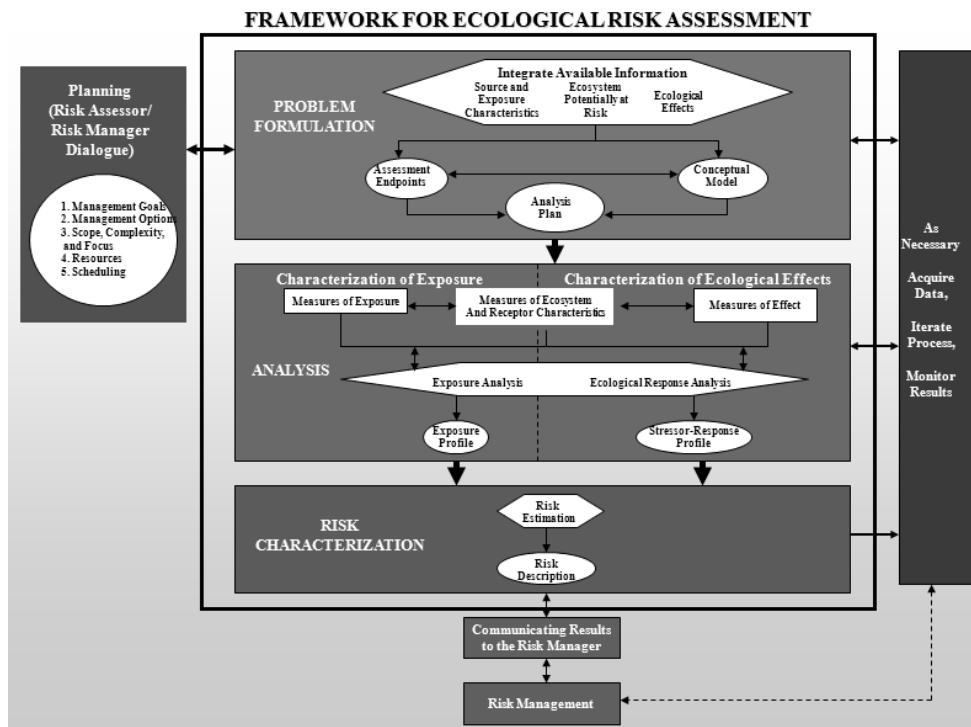 FRAMEWORK FOR ECOLOGICAL RISK ASSESSMENT
Planning
(Risk Assessor/
Risk Manager
Dialogue)
1. Management Goals
2. Management Options
3. Scope, Complexity,
and Focus
4. Resources
5. Scheduling
PROBLEM
FORMULATION
Integrate Available Information
Source and
Exposure
Characteristics
Ecosystem
Potentially at
Risk
Ecological
Effects
Assessment
Endpoints
Conceptual
Model
Analysis
Plan
Characterization of Exposure
Characterization of Ecological Effects
Measures of Exposure
Measures of Ecosystem
And Receptor Characteristics
Measures of Effect
ANALYSIS
Exposure Analysis
Ecological Response Analysis
Exposure
Profile
Stressor-Response
Profile
RISK
CHARACTERIZATION
Risk
Estimation
Risk
Description
Communicating Results
to the Risk Manager
Risk Management
As
Necessary
Acquire
Data,
Iterate
Process,
Monitor
Results